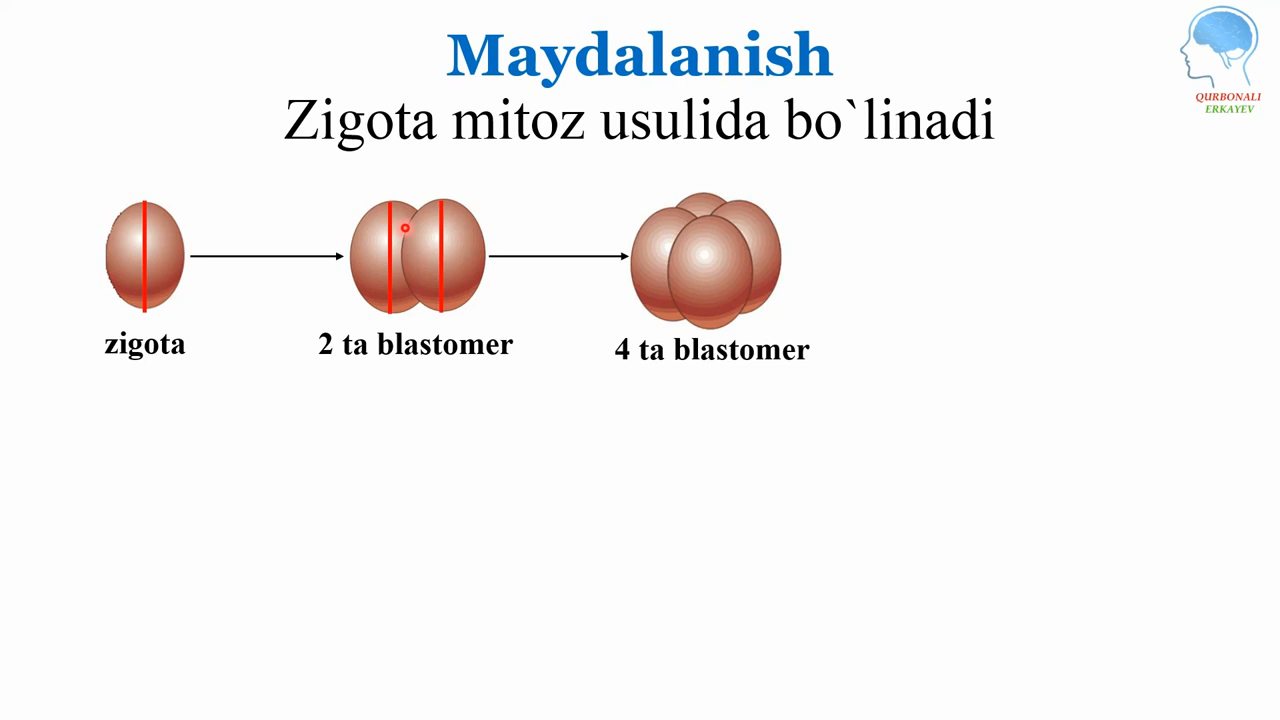 Maydalanish
Zigota mitoz usulida bo`linadi
QURBONALI
ERKAYEV
zigota
2 ta blastomer
4 ta blastomer